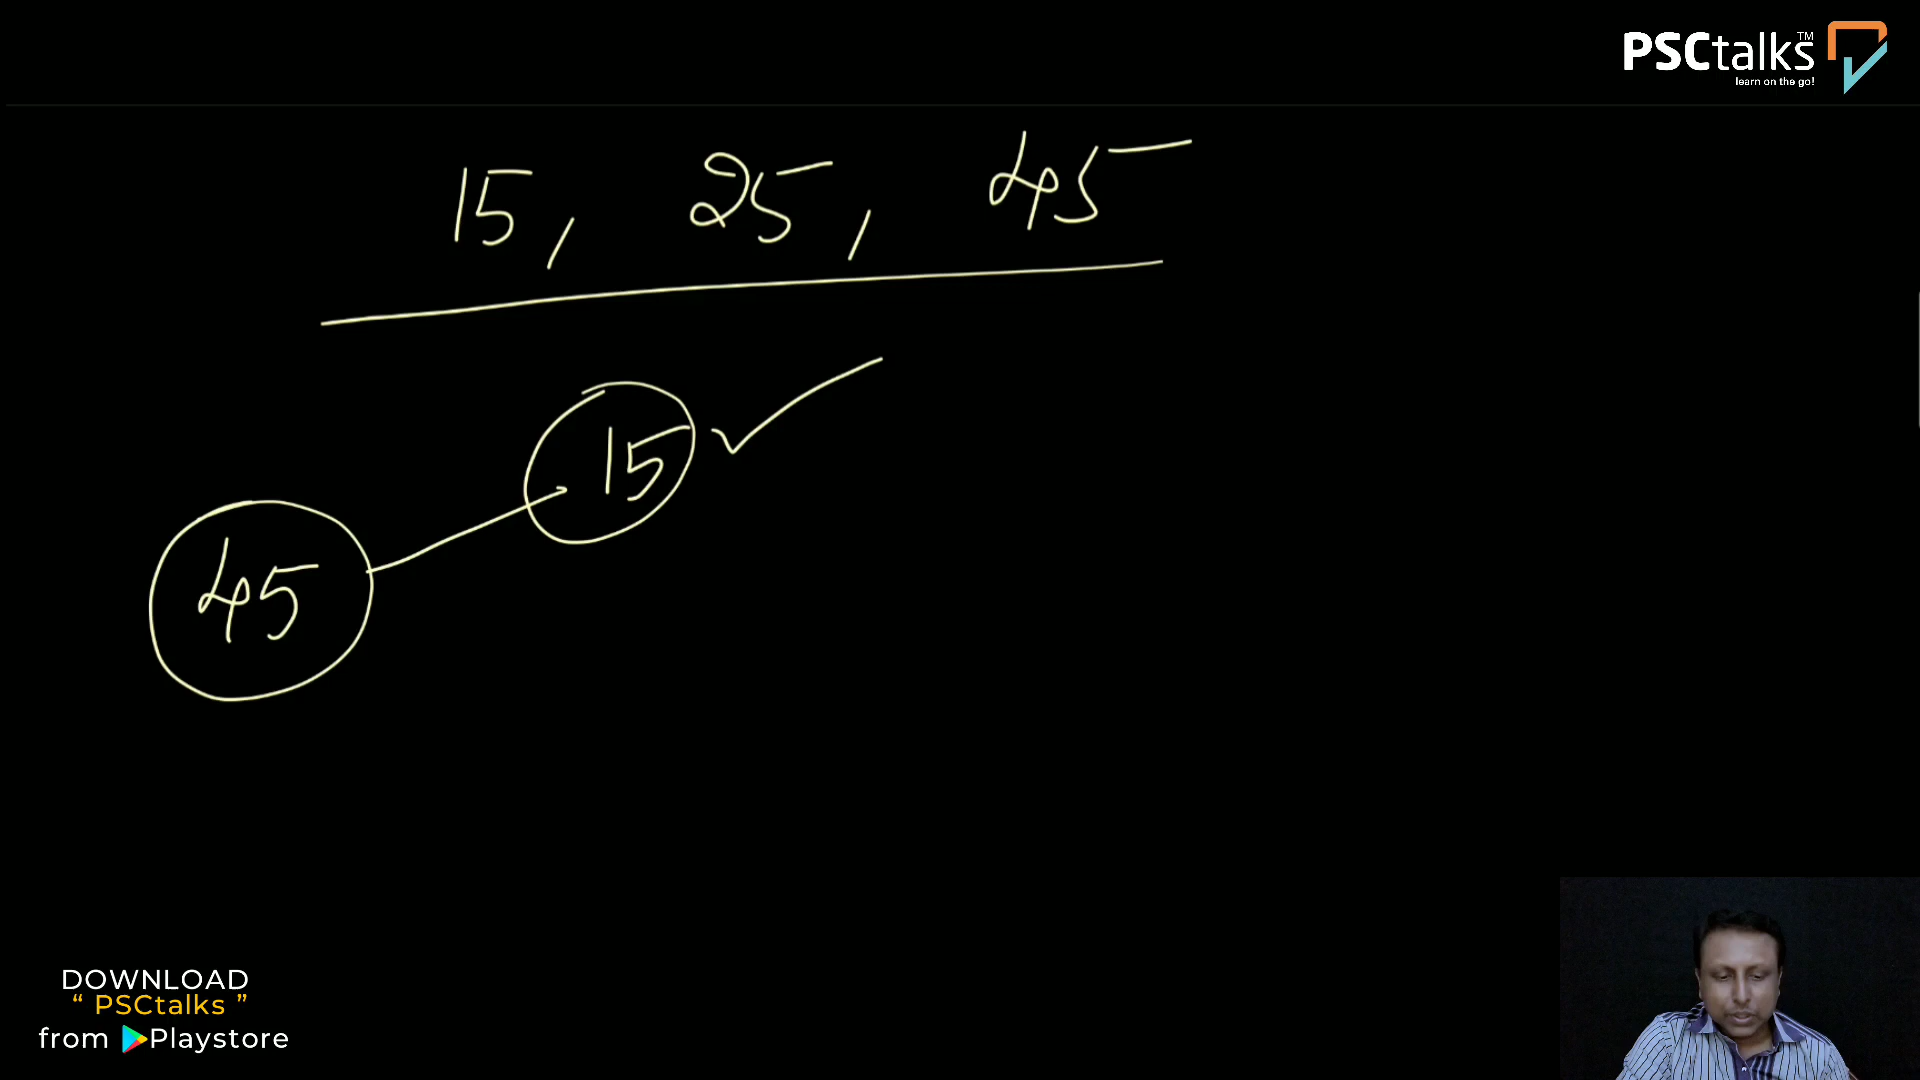 PSCtalks™
learn on the go!
15, 25, 45
15
45
DOWNLOAD
“ PSCtalks ”
from Playstore